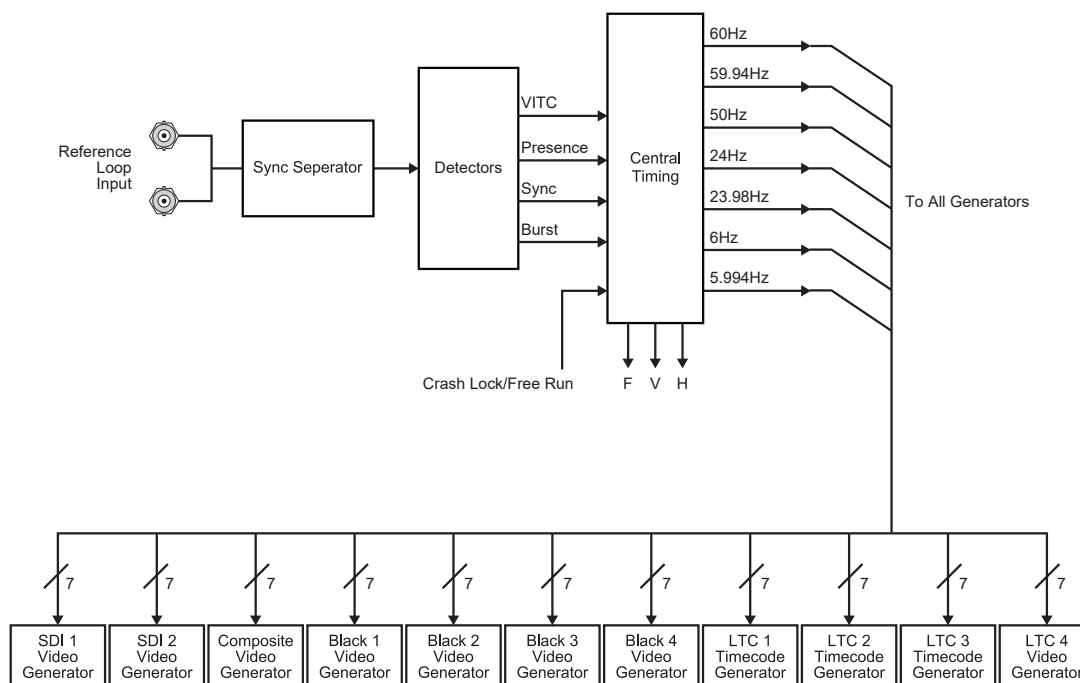 Reference
Loop
Input
Sync Seperator
Detectors
VITC
Presence
Sync
Burst
Central
Timing
60Hz
59.94Hz
50Hz
24Hz
23.98Hz
6Hz
5.994Hz
To All Generators
Crash Lock/Free Run
F V H
7 7 7 7 7 7 7 7 7 7 7
SDI 1
Video
Generator
SDI 2
Video
Generator
Composite
Video
Generator
Black 1
Video
Generator
Black 2
Video
Generator
Black 3
Video
Generator
Black 4
Video
Generator
LTC 1
Timecode
Generator
LTC 2
Timecode
Generator
LTC 3
Timecode
Generator
LTC 4
Video
Generator